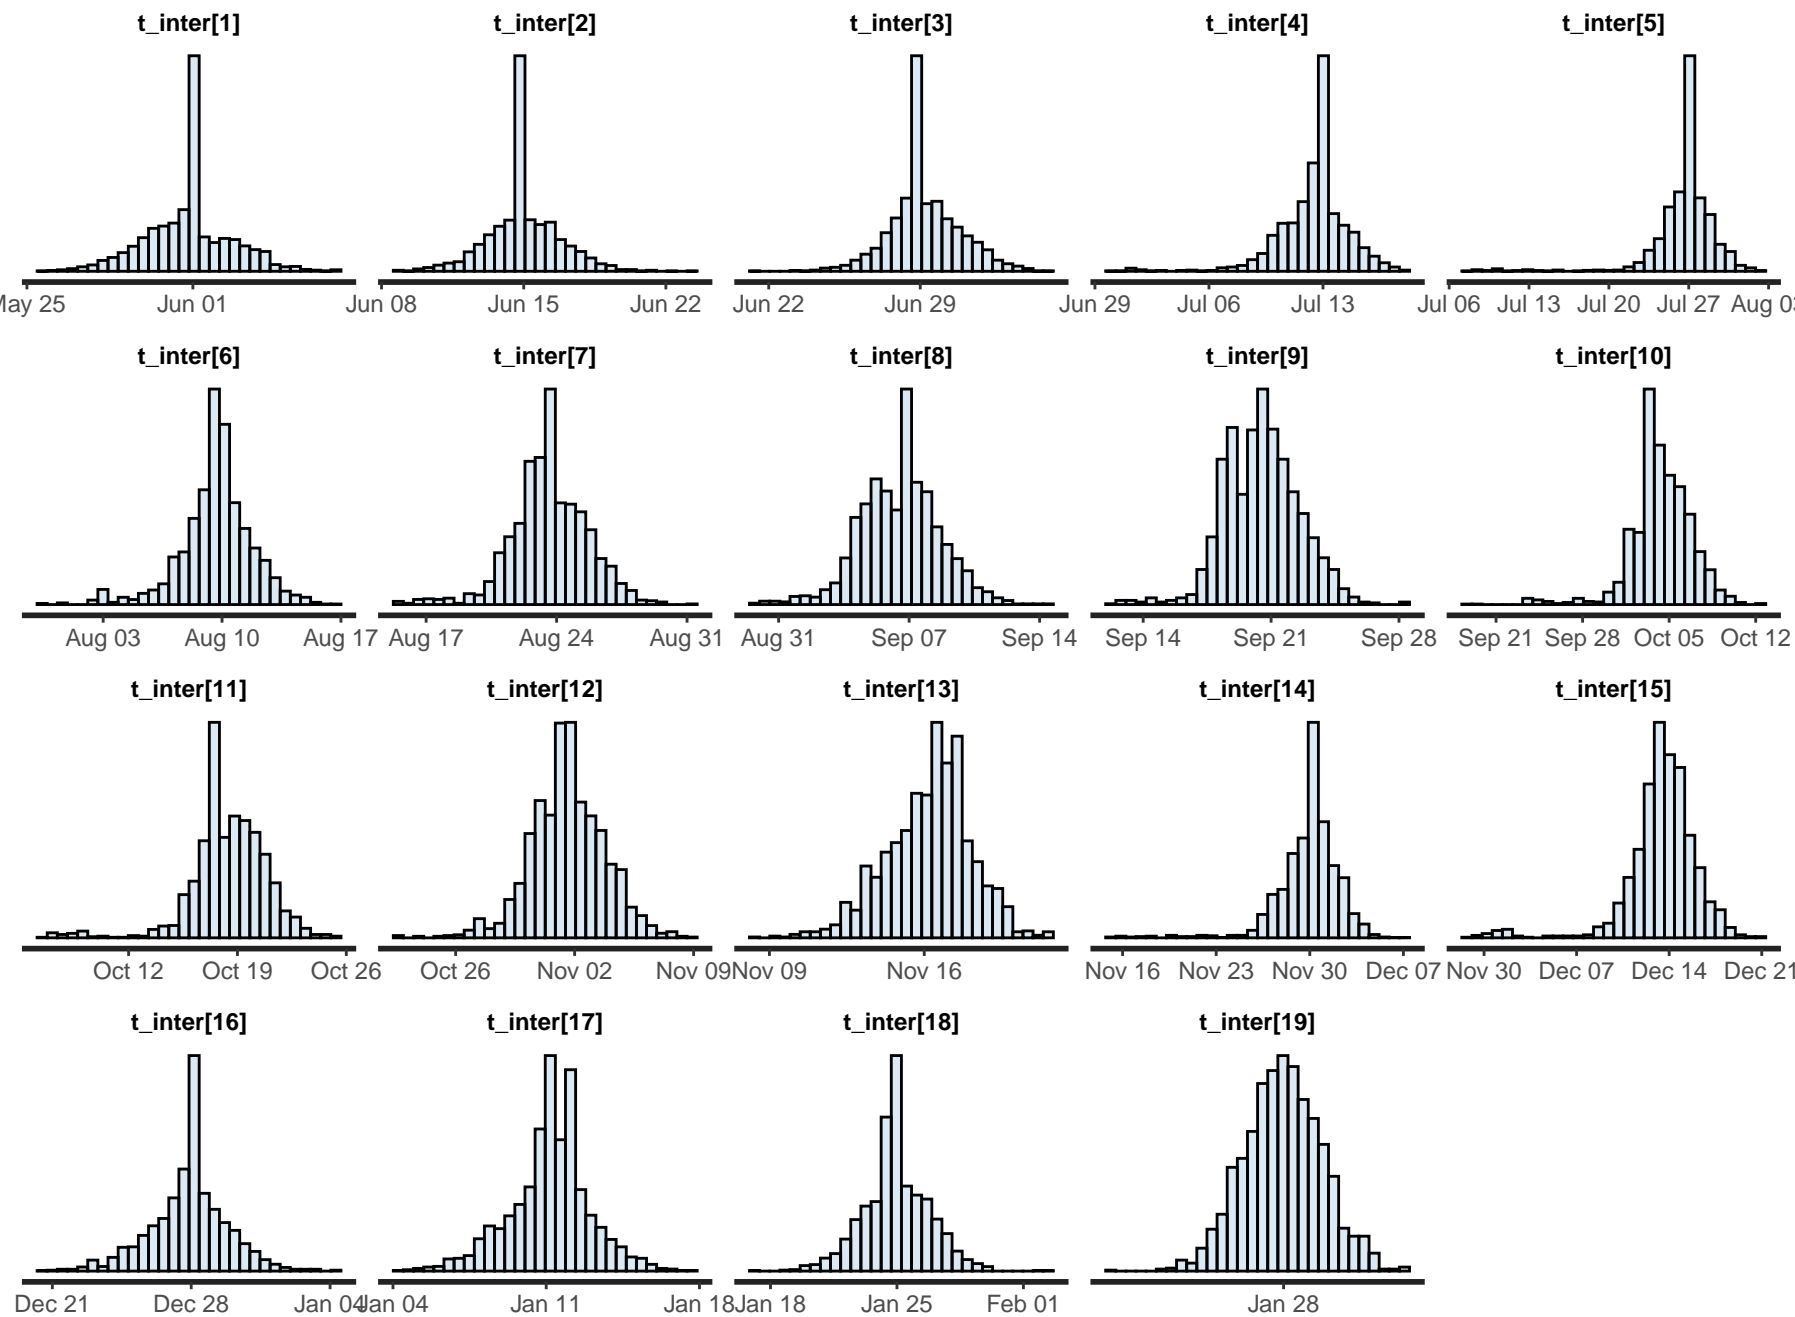 t_inter[1] t_inter[2] t_inter[3] t_inter[4] t_inter[5]
May 25 Jun 01 Jun 08 Jun 15 Jun 22 Jun 22 Jun 29 Jun 29 Jul 06 Jul 13 Jul 06 Jul 13 Jul 20 Jul 27 Aug 03
t_inter[6] t_inter[7] t_inter[8] t_inter[9] t_inter[10]
Aug 03 Aug 10 Aug 17 Aug 17 Aug 24 Aug 31 Aug 31 Sep 07 Sep 14 Sep 14 Sep 21 Sep 28 Sep 21 Sep 28 Oct 05 Oct 12
t_inter[11] t_inter[12] t_inter[13] t_inter[14] t_inter[15]
Oct 12 Oct 19 Oct 26 Oct 26 Nov 02 Nov 09 Nov 09 Nov 16 Nov 16 Nov 23 Nov 30 Dec 07 Nov 30 Dec 07 Dec 14 Dec 21
t_inter[16] t_inter[17] t_inter[18] t_inter[19]
Dec 21 Dec 28 Jan 04 Jan 04 Jan 11 Jan 18 Jan 18 Jan 25 Feb 01 Jan 28